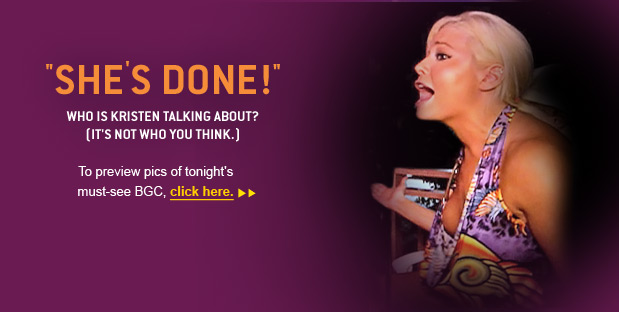 "SHE'S DONE!"
WHO IS KRISTEN TALKING ABOUT?
(IT'S NOT WHO YOU THINK.)
To preview pics of tonight's
must-see BGC, click here.